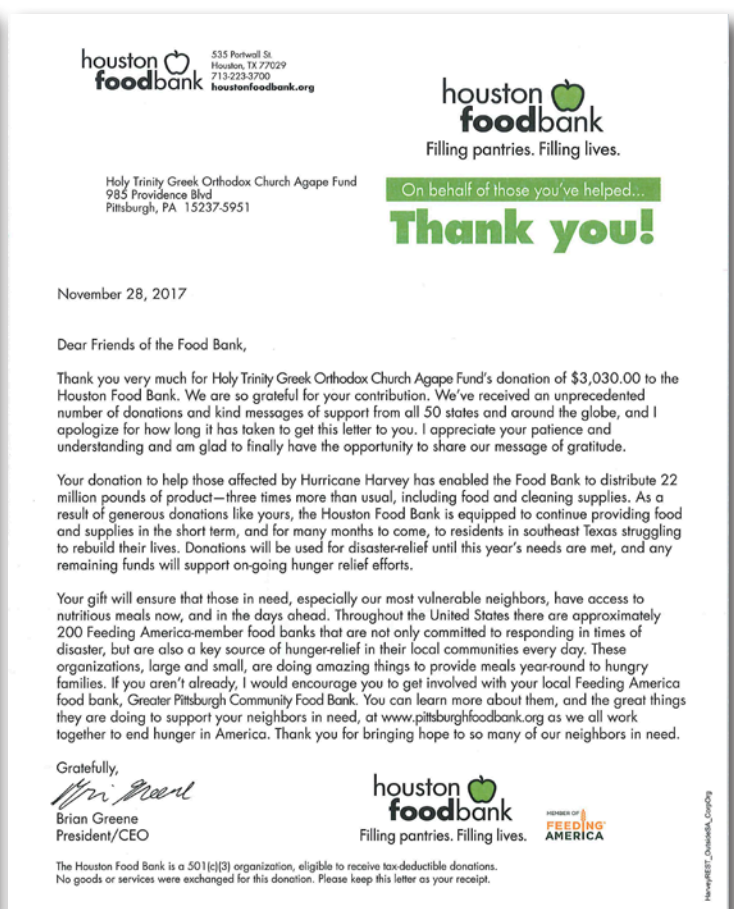 houston
foodbank
535 Portwall St.
Houston, TX 77029
713-223-3700
houstonfoodbank.org
houston
foodbank
Filling pantries. Filling lives.
Holy Trinity Greek Orthodox Church Agape Fund
985 Providence Blvd
Pittsburgh, PA 15237-5951
On behalf of those you've helped...
Thank you!
November 28, 2017
Dear Friends of the Food Bank,
Thank you very much for Holy Trinity Greek Orthodox Church Agape Fund's donation of $3,030.00 to the
Houston Food Bank. We are so grateful for your contribution. We've received an unprecedented
number of donations and kind messages of support from all 50 states and around the globe, and I
apologize for how long it has taken to get this letter to you. I appreciate your patience and
understanding and am glad to finally have the opportunity to share our message of gratitude.
Your donation to help those affected by Hurricane Harvey has enabled the Food Bank to distribute 22
million pounds of product—three times more than usual, including food and cleaning supplies. As a
result of generous donations like yours, the Houston Food Bank is equipped to continue providing food
and supplies in the short term, and for many months to come, to residents in southeast Texas struggling
to rebuild their lives. Donations will be used for disaster-relief until this year's needs are met, and any
remaining funds will support on-going hunger relief efforts.
Your gift will ensure that those in need, especially our most vulnerable neighbors, have access to
nutritious meals now, and in the days ahead. Throughout the United States there are approximately
200 Feeding America-member food banks that are not only committed to responding in times of
disaster, but are also a key source of hunger-relief in their local communities every day. These
organizations, large and small, are doing amazing things to provide meals year-round to hungry
families. If you aren't already, I would encourage you to get involved with your local Feeding America
food bank, Greater Pittsburgh Community Food Bank. You can learn more about them, and the great things
they are doing to support your neighbors in need, at www.pittsburghfoodbank.org as we all work
together to end hunger in America. Thank you for bringing hope to so many of our neighbors in need.
Gratefully,
Brian Greene
President/CEO
houston
foodbank
Filling pantries. Filling lives.
MEMBER OF
FEEDING
AMERICA
The Houston Food Bank is a 501(c)(3) organization, eligible to receive tax-deductible donations.
No goods or services were exchanged for this donation. Please keep this letter as your receipt.
HarveyREST_OutsideSA_CorpOrg